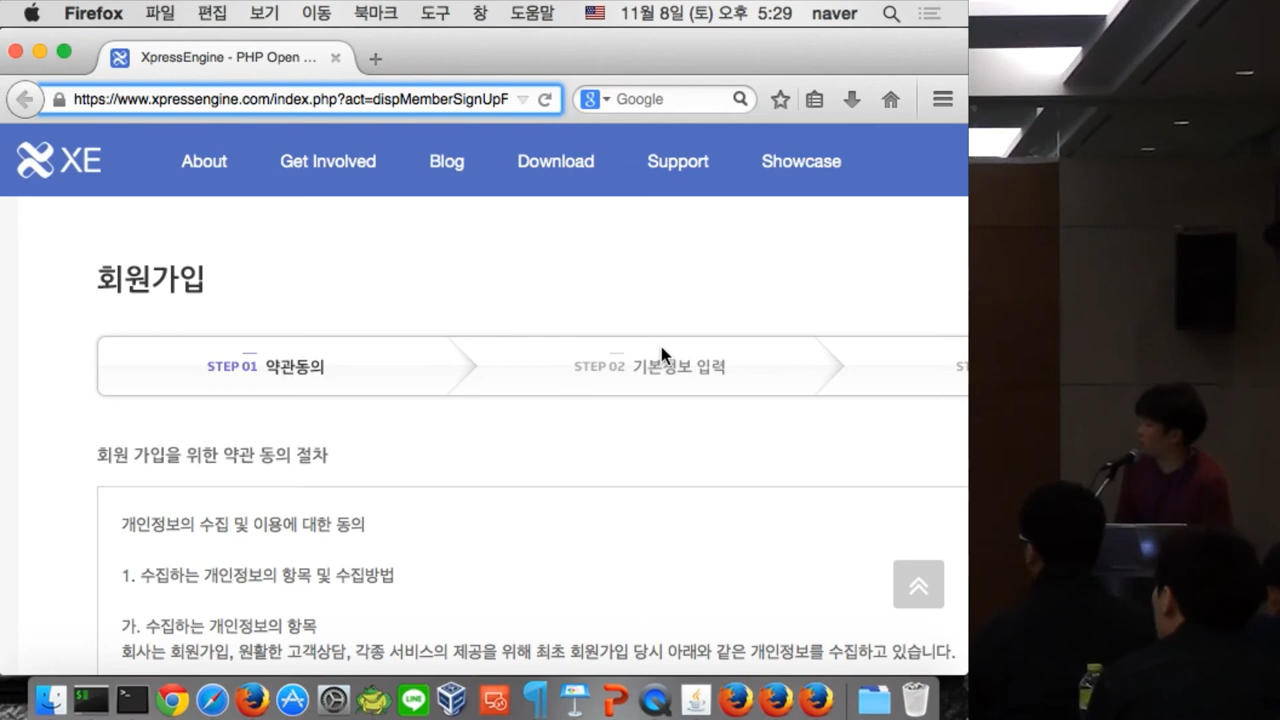 Firefox 파일 편집 보기 이동 북마크 도구 창 도움말 11월 8일 (토) 오후 5:29 naver
XpressEngine - PHP Open ...
https://www.xpressengine.com/index.php?act=dispMemberSignUpF
Google
XE About Get Involved Blog Download Support Showcase
회원가입
STEP 01 약관동의 STEP 02 기본정보 입력 ST
회원 가입을 위한 약관 동의 절차
개인정보의 수집 및 이용에 대한 동의
1. 수집하는 개인정보의 항목 및 수집방법
가. 수집하는 개인정보의 항목
회사는 회원가입, 원활한 고객상담, 각종 서비스의 제공을 위해 최초 회원가입 당시 아래와 같은 개인정보를 수집하고 있습니다.
LINE